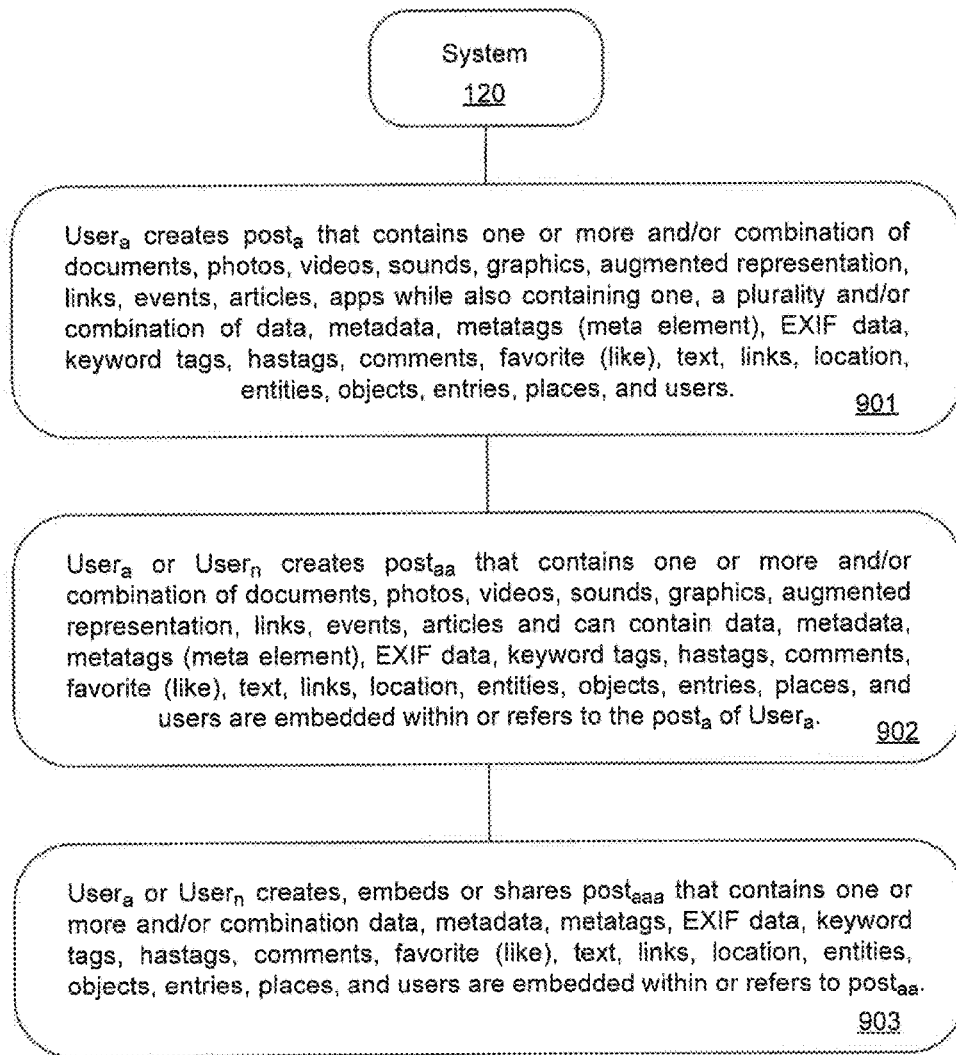 System
120
Userₐ creates postₐ that contains one or more and/or combination of
documents, photos, videos, sounds, graphics, augmented representation,
links, events, articles, apps while also containing one, a plurality and/or
combination of data, metadata, metatags (meta element), EXIF data,
keyword tags, hastags, comments, favorite (like), text, links, location,
entities, objects, entries, places, and users.
901
Userₐ or Userₙ creates postₐₐ that contains one or more and/or
combination of documents, photos, videos, sounds, graphics, augmented
representation, links, events, articles and can contain data, metadata,
metatags (meta element), EXIF data, keyword tags, hastags, comments,
favorite (like), text, links, location, entities, objects, entries, places, and
users are embedded within or refers to the postₐ of Userₐ.
902
Userₐ or Userₙ creates, embeds or shares postₐₐₐ that contains one or
more and/or combination data, metadata, metatags, EXIF data, keyword
tags, hastags, comments, favorite (like), text, links, location, entities,
objects, entries, places, and users are embedded within or refers to postₐₐ.
903